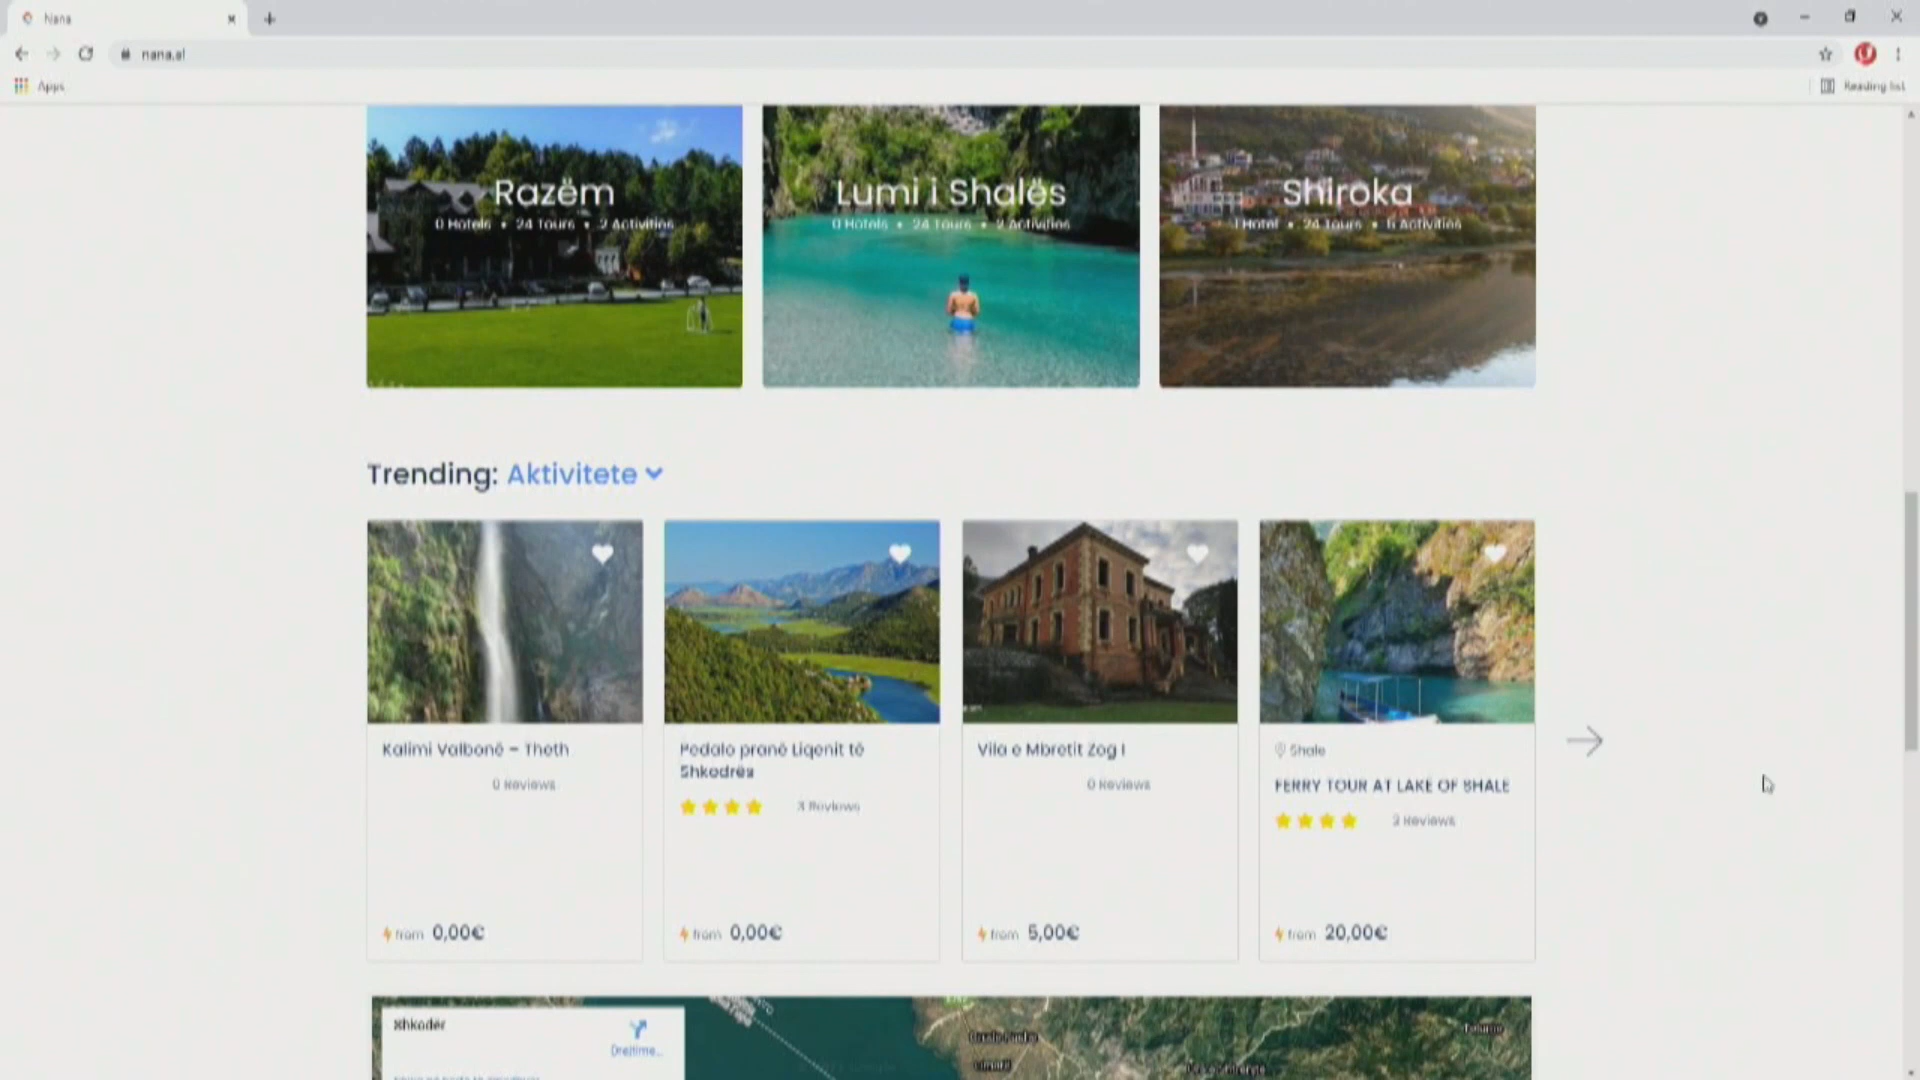 Nana
nana.al
Apps
Reading list
Razëm
Lumi i Shalës
Shiroka
0 Hotels • 24 Tours • 2 Activities
0 Hotels • 24 Tours • 2 Activities
1 Hotel • 24 Tours • 6 Activities
Trending: Aktivitete
Kalimi Valbonë – Theth
0 Reviews
from 0,00€
Pedalo pranë Liqenit të
Shkodrës
3 Reviews
from 0,00€
Vila e Mbretit Zog I
0 Reviews
from 5,00€
Shale
FERRY TOUR AT LAKE OF SHALE
2 Reviews
from 20,00€
Shkodër
Drejtime...